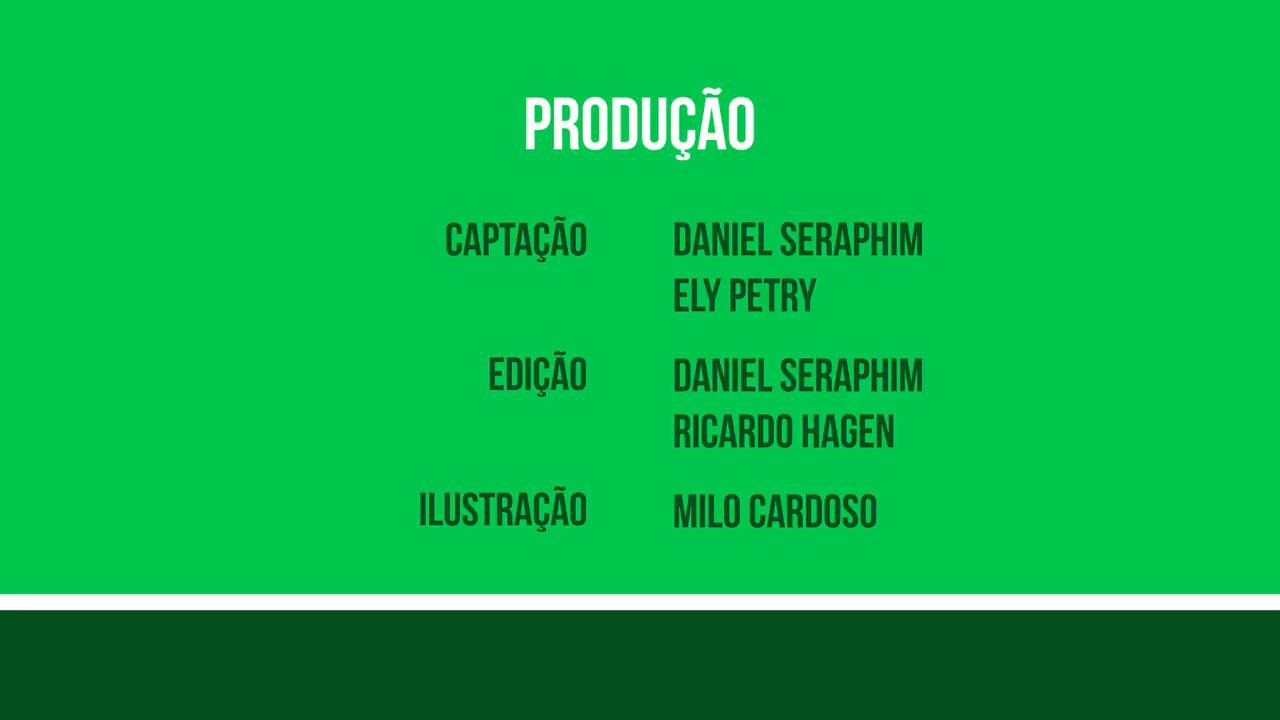 PRODUÇÃO
CAPTAÇÃO DANIEL SERAPHIM
ELY PETRY
EDIÇÃO DANIEL SERAPHIM
RICARDO HAGEN
ILUSTRAÇÃO MILO CARDOSO